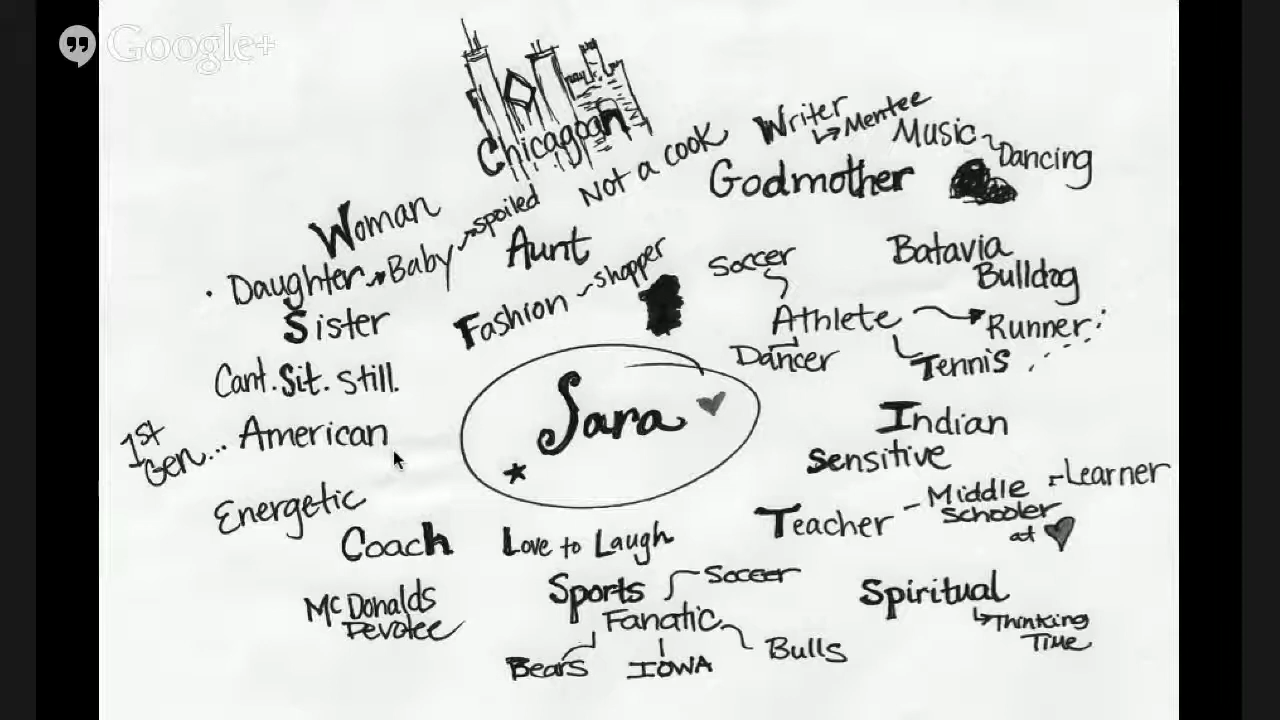 Google+
Chicagoan
Not a cook
Writer
Mentee
Music
Dancing
Godmother
Woman
Daughter
Baby
spoiled
Aunt
Sister
Fashion
shopper
Soccer
Batavia
Bulldog
Athlete
Runner
Dancer
Tennis
Cant. Sit. Still.
1st
Gen... American
Sara
Indian
Sensitive
Energetic
Teacher
Middle
Schooler
at
Learner
Coach
Love to Laugh
McDonalds
Devotee
Sports
Fanatic
Soccer
Bears
IOWA
Bulls
Spiritual
Thinking
Time